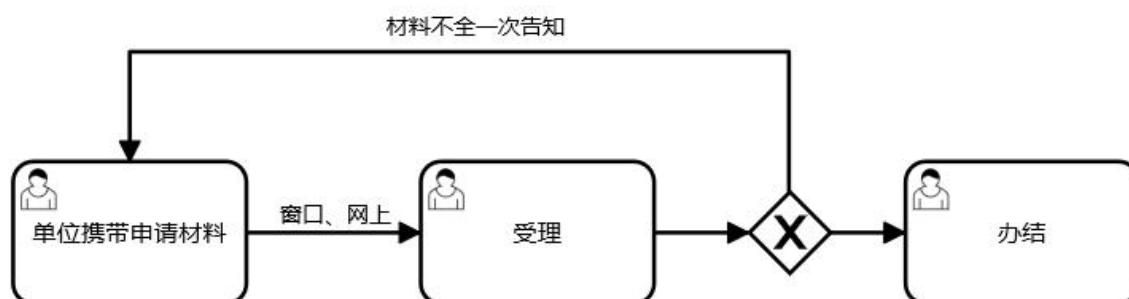 材料不全一次告知
单位携带申请材料
窗口、网上
受理
X
办结